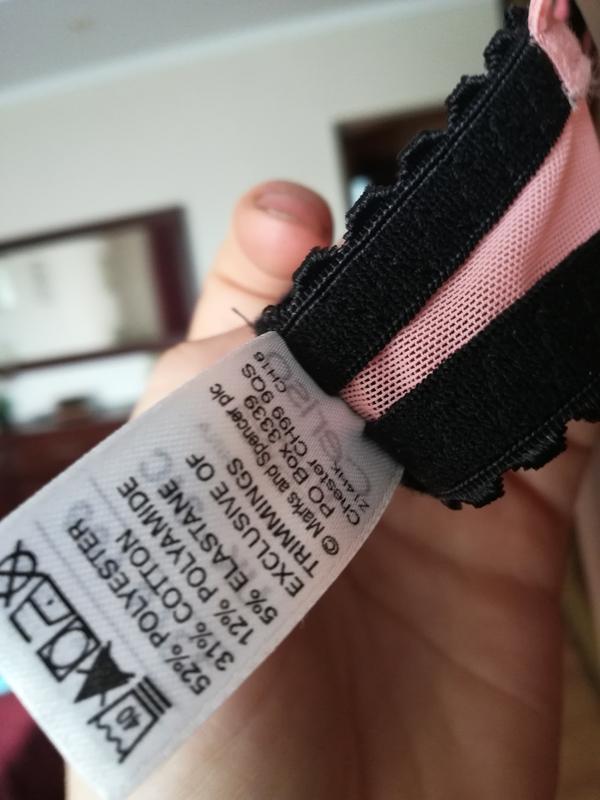 40
52% POLYESTER
31% COTTON
12% POLYAMIDE
5% ELASTANE
EXCLUSIVE OF
TRIMMINGS
© Marks and Spencer plc
PO Box 3339
Chester CH99 9QS